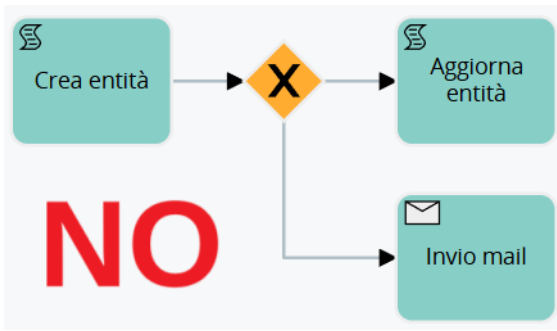 Crea entità
X
Aggiorna
entità
NO
Invio mail